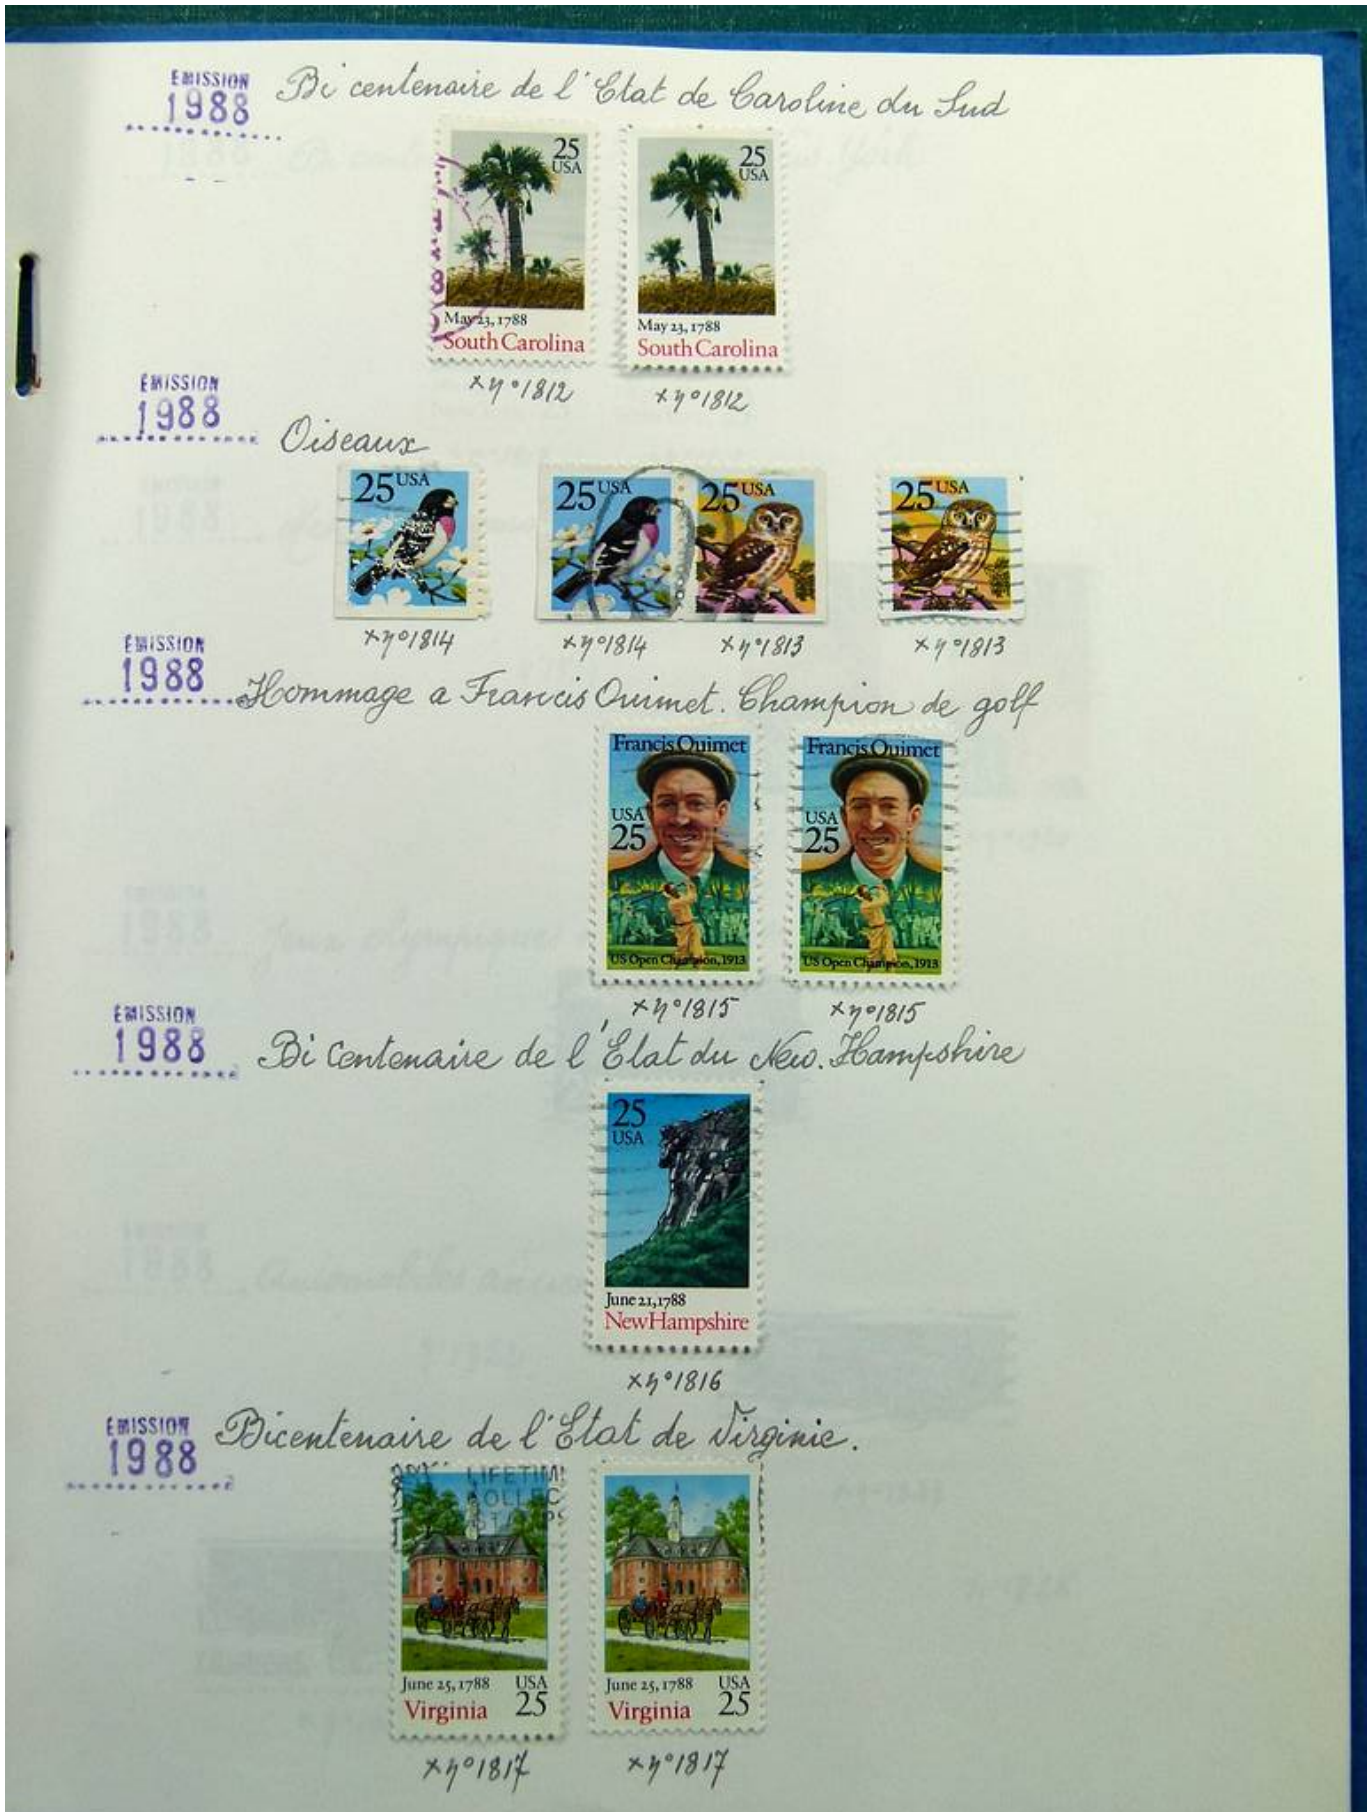 EMISSION
1988
Bi centenaire de l'Etat de Caroline du Sud
25
USA
May 23, 1788
South Carolina
25
USA
May 23, 1788
South Carolina
x n°1812
x n°1812
EMISSION
1988
Oiseaux
25 USA
25 USA
25 USA
25 USA
x n°1814
x n°1814
x n°1813
x n°1813
EMISSION
1988
Hommage a Francis Ouimet. Champion de golf
Francis Ouimet
USA
25
US Open Champion, 1913
Francis Ouimet
USA
25
US Open Champion, 1913
x n°1815
x n°1815
EMISSION
1988
Bi Centenaire de l'Etat du New. Hampshire
25
USA
June 21, 1788
New Hampshire
x n°1816
EMISSION
1988
Bicentenaire de l'Etat de Virginie.
LIFETIM
COLLEC
STAMPS
June 25, 1788
Virginia
USA
25
June 25, 1788
Virginia
USA
25
x n°1817
x n°1817